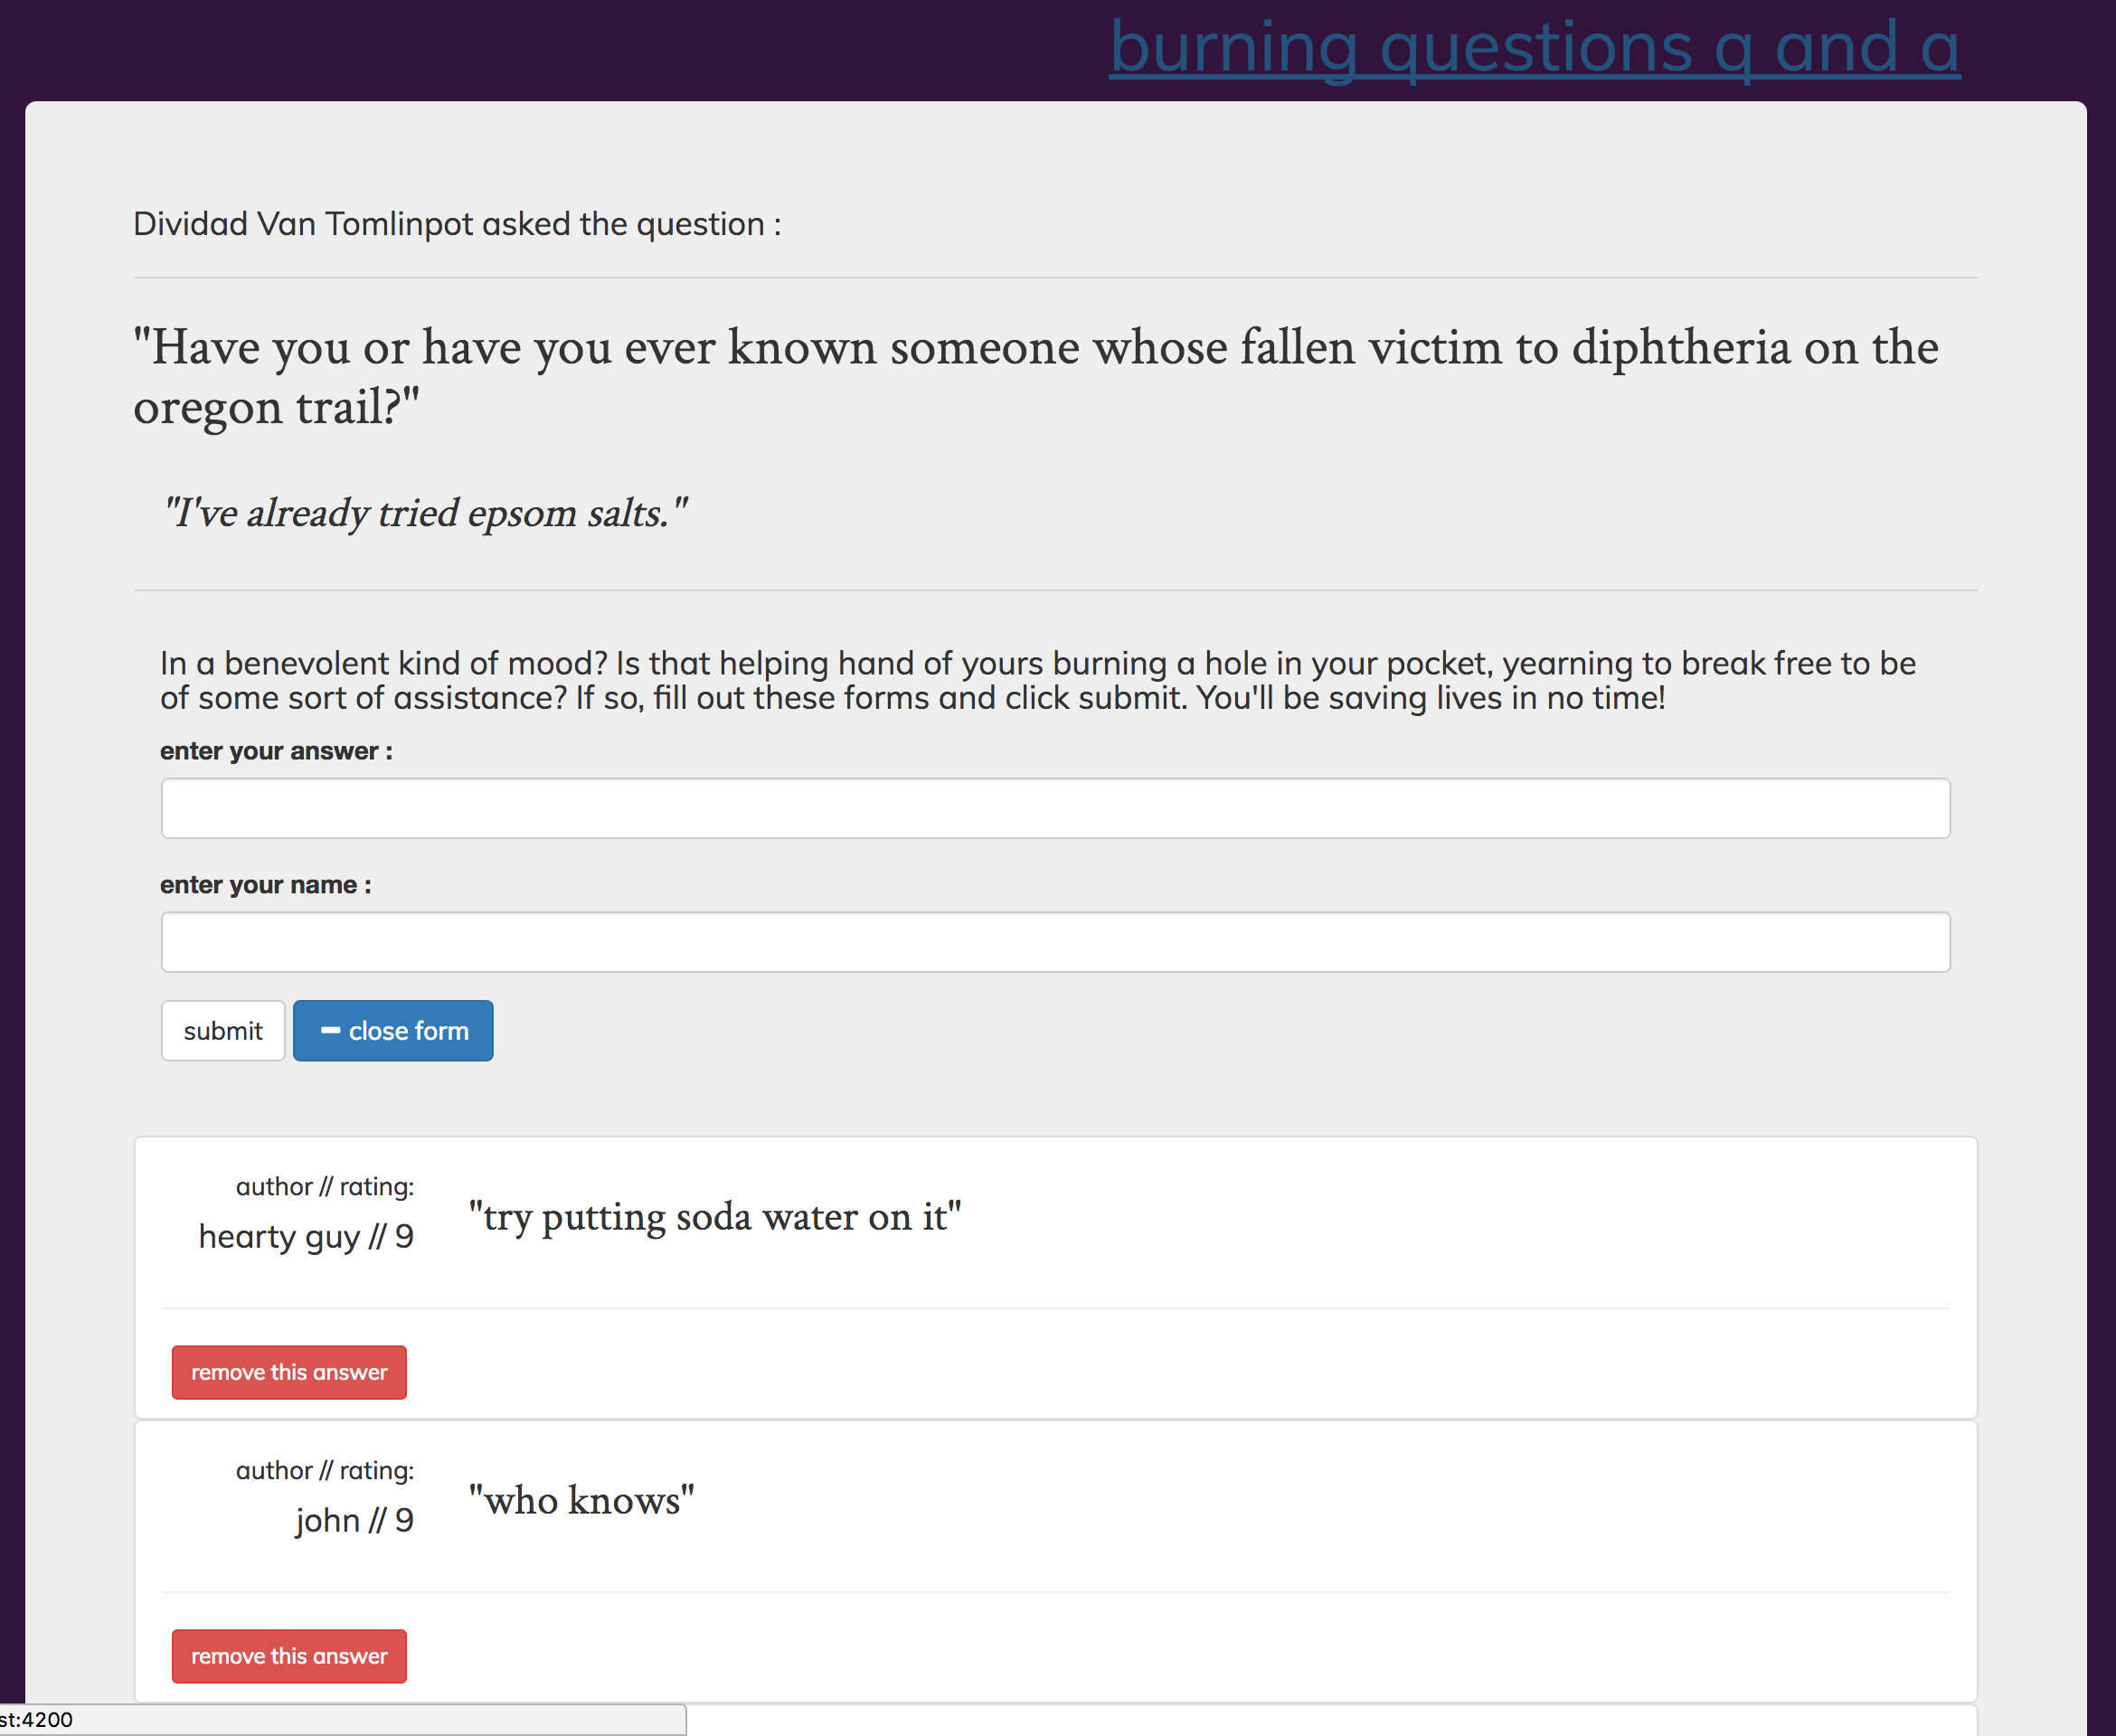 burning questions q and a
Dividad Van Tomlinpot asked the question :
"Have you or have you ever known someone whose fallen victim to diphtheria on the
oregon trail?"
"I've already tried epsom salts."
In a benevolent kind of mood? Is that helping hand of yours burning a hole in your pocket, yearning to break free to be
of some sort of assistance? If so, fill out these forms and click submit. You'll be saving lives in no time!
enter your answer :
enter your name :
submit
close form
author // rating:
hearty guy // 9
"try putting soda water on it"
remove this answer
author // rating:
john // 9
"who knows"
remove this answer
st:4200